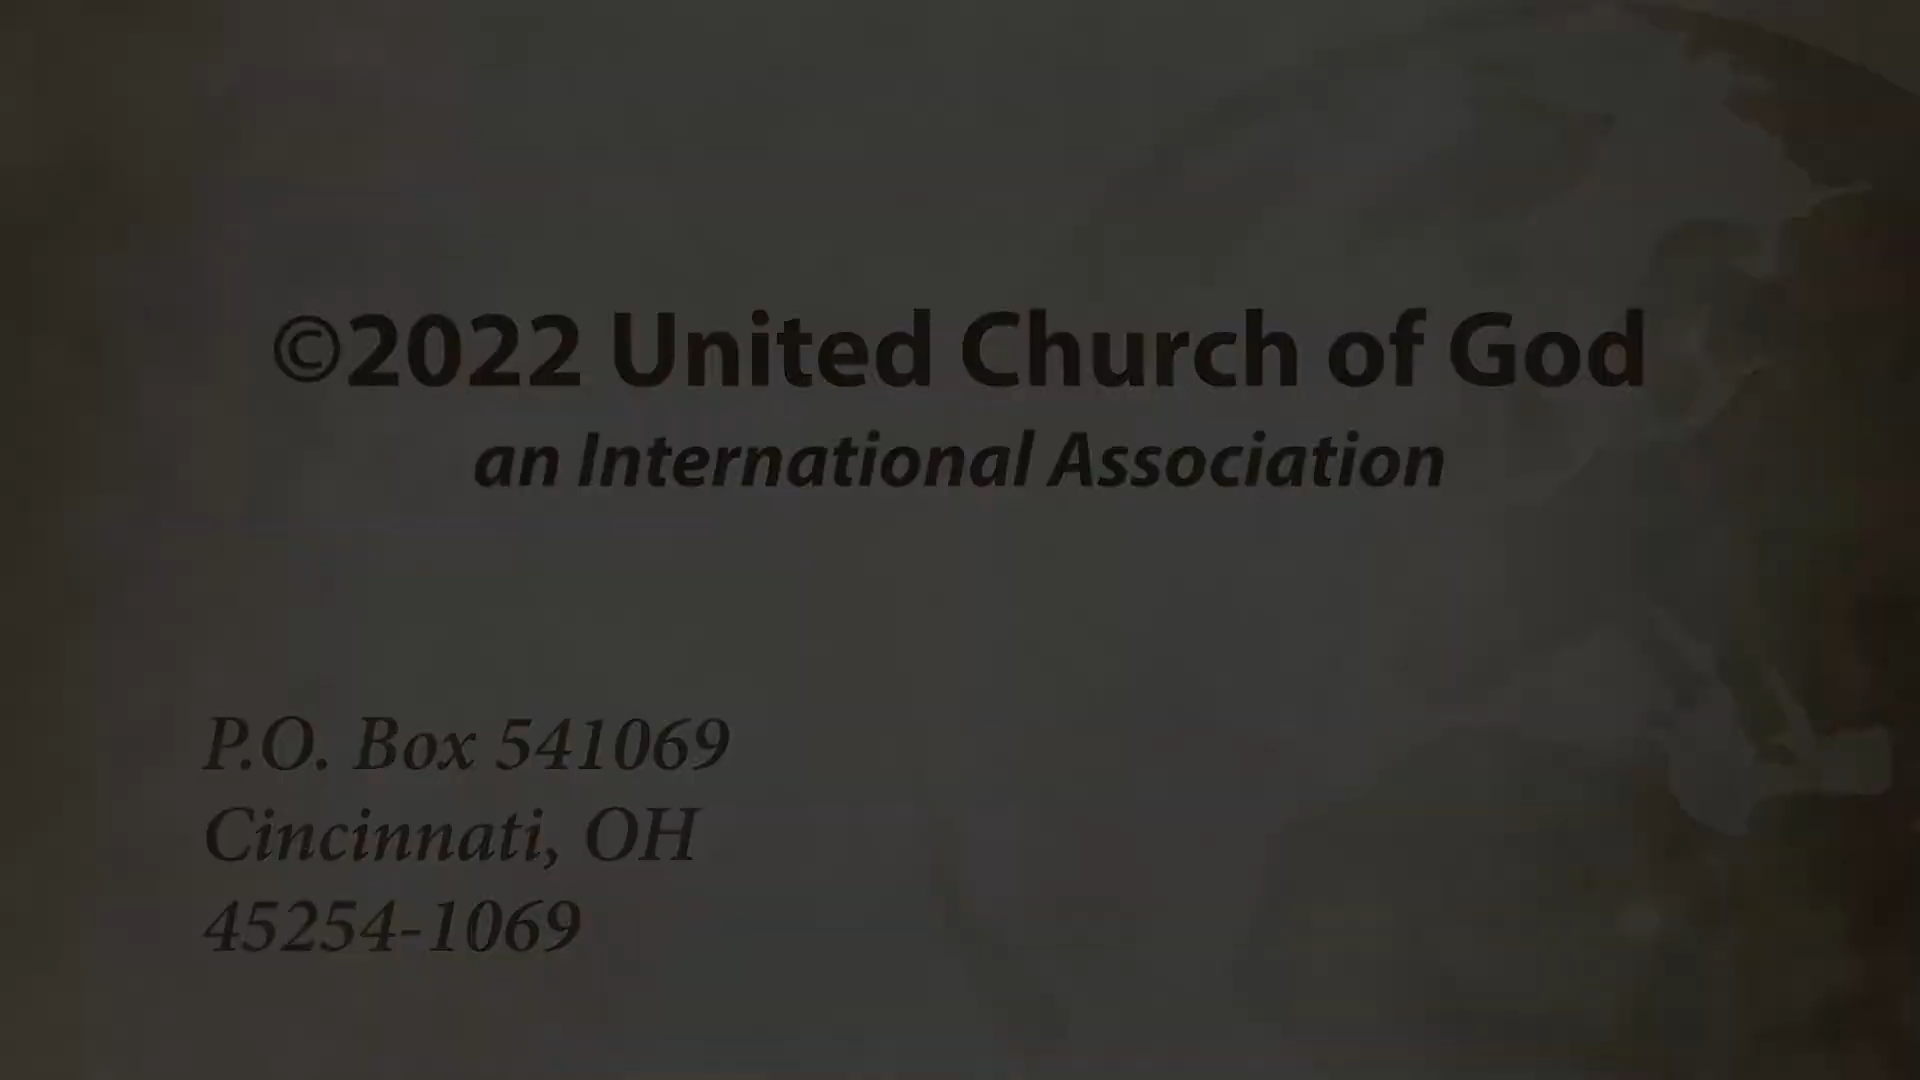 ©2022 United Church of God
an International Association
P.O. Box 541069
Cincinnati, OH
45254-1069